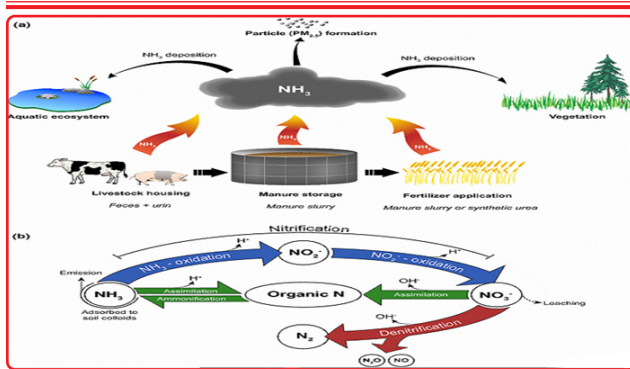 (a)
Particle (PM2.5) formation
NH3 deposition
NH3 deposition
NH3
Aquatic ecosystem
Vegetation
NH3
NH3
NH3
Livestock housing
Manure storage
Fertilizer application
Feces + urin
Manure slurry
Manure slurry or synthetic urea
(b)
Nitrification
H+
NO2-
H+
NH3 - oxidation
NO2- - oxidation
Emission
H+
OH-
NH3
Assimilation
Ammonification
Organic N
Assimilation
NO3-
Leaching
Adsorbed to
soil colloids
OH-
Denitrification
N2
N2O
NO